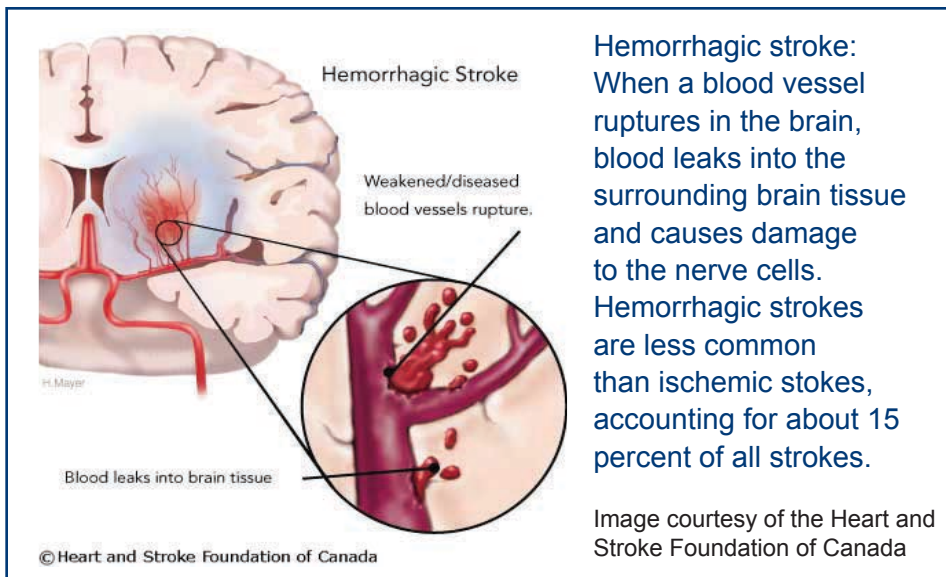 Hemorrhagic Stroke
Weakened/diseased
blood vessels rupture.
H.Mayer
Blood leaks into brain tissue
©Heart and Stroke Foundation of Canada
Hemorrhagic stroke:
When a blood vessel
ruptures in the brain,
blood leaks into the
surrounding brain tissue
and causes damage
to the nerve cells.
Hemorrhagic strokes
are less common
than ischemic stokes,
accounting for about 15
percent of all strokes.
Image courtesy of the Heart and
Stroke Foundation of Canada